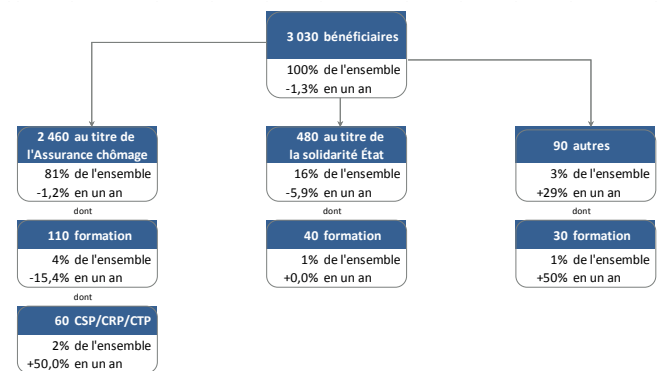 3 030 bénéficiaires
100% de l'ensemble
-1,3% en un an
2 460 au titre de
l'Assurance chômage
81% de l'ensemble
-1,2% en un an
dont
110 formation
4% de l'ensemble
-15,4% en un an
dont
60 CSP/CRP/CTP
2% de l'ensemble
+50,0% en un an
480 au titre de
la solidarité État
16% de l'ensemble
-5,9% en un an
dont
40 formation
1% de l'ensemble
+0,0% en un an
90 autres
3% de l'ensemble
+29% en un an
dont
30 formation
1% de l'ensemble
+50% en un an